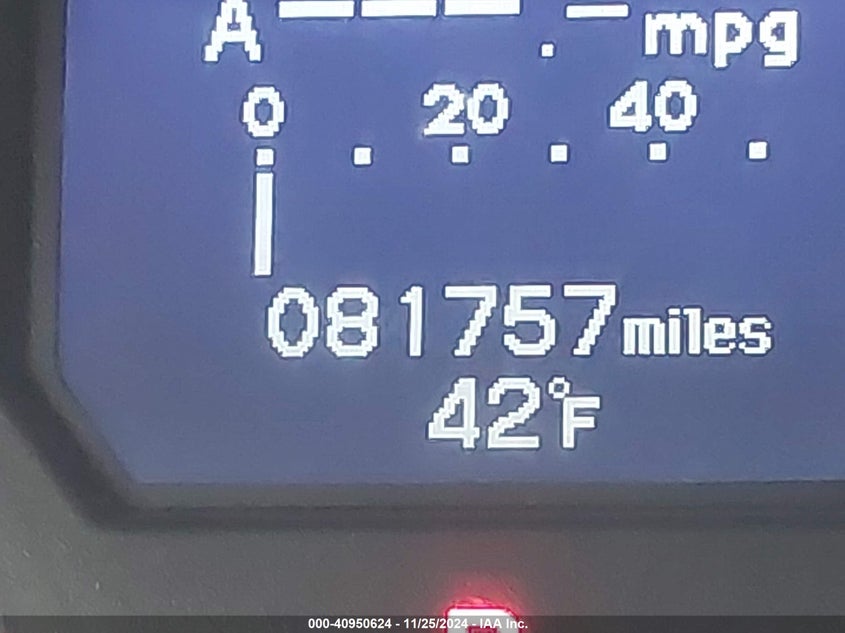 A ---.- mpg
0 20 40
081757 miles
42°F
000-40950624 - 11/25/2024 - IAA Inc.